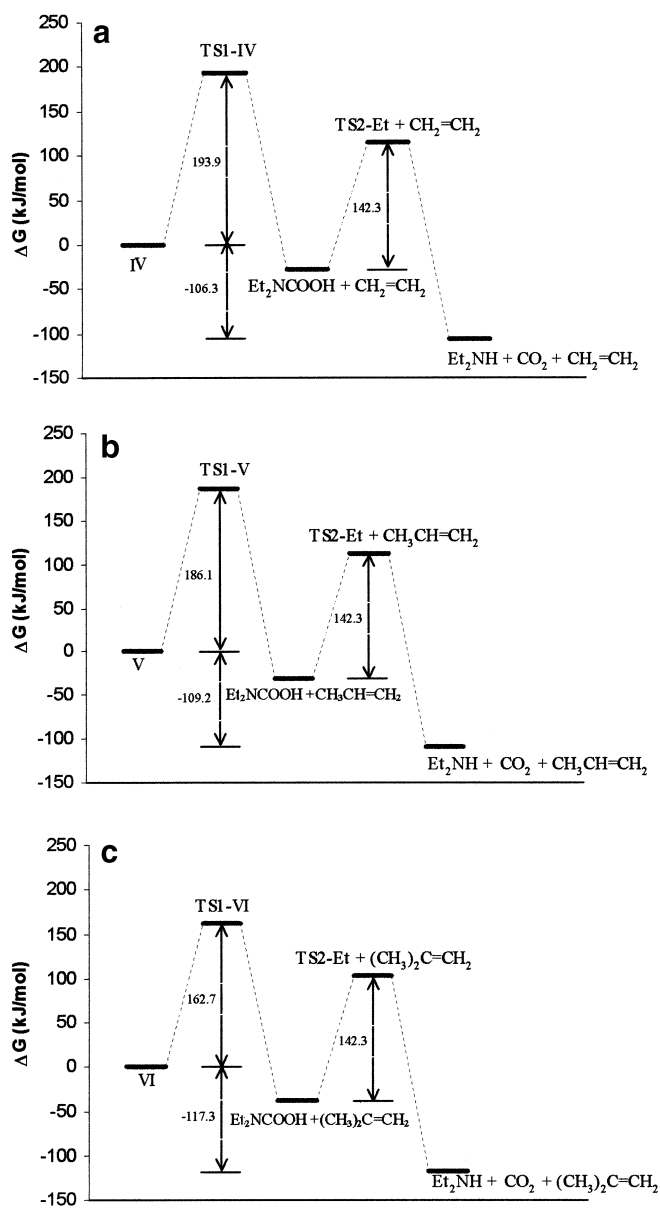 a
TS1-IV
TS2-Et + CH₂=CH₂
ΔG (kJ/mol)
250
200
150
100
50
0
-50
-100
-150
193.9
142.3
-106.3
IV
Et₂NCOOH + CH₂=CH₂
Et₂NH + CO₂ + CH₂=CH₂
b
TS1-V
TS2-Et + CH₃CH=CH₂
ΔG (kJ/mol)
250
200
150
100
50
0
-50
-100
-150
186.1
142.3
-109.2
V
Et₂NCOOH + CH₃CH=CH₂
Et₂NH + CO₂ + CH₃CH=CH₂
c
TS1-VI
TS2-Et + (CH₃)₂C=CH₂
ΔG (kJ/mol)
250
200
150
100
50
0
-50
-100
-150
162.7
142.3
-117.3
VI
Et₂NCOOH +(CH₃)₂C=CH₂
Et₂NH + CO₂ + (CH₃)₂C=CH₂